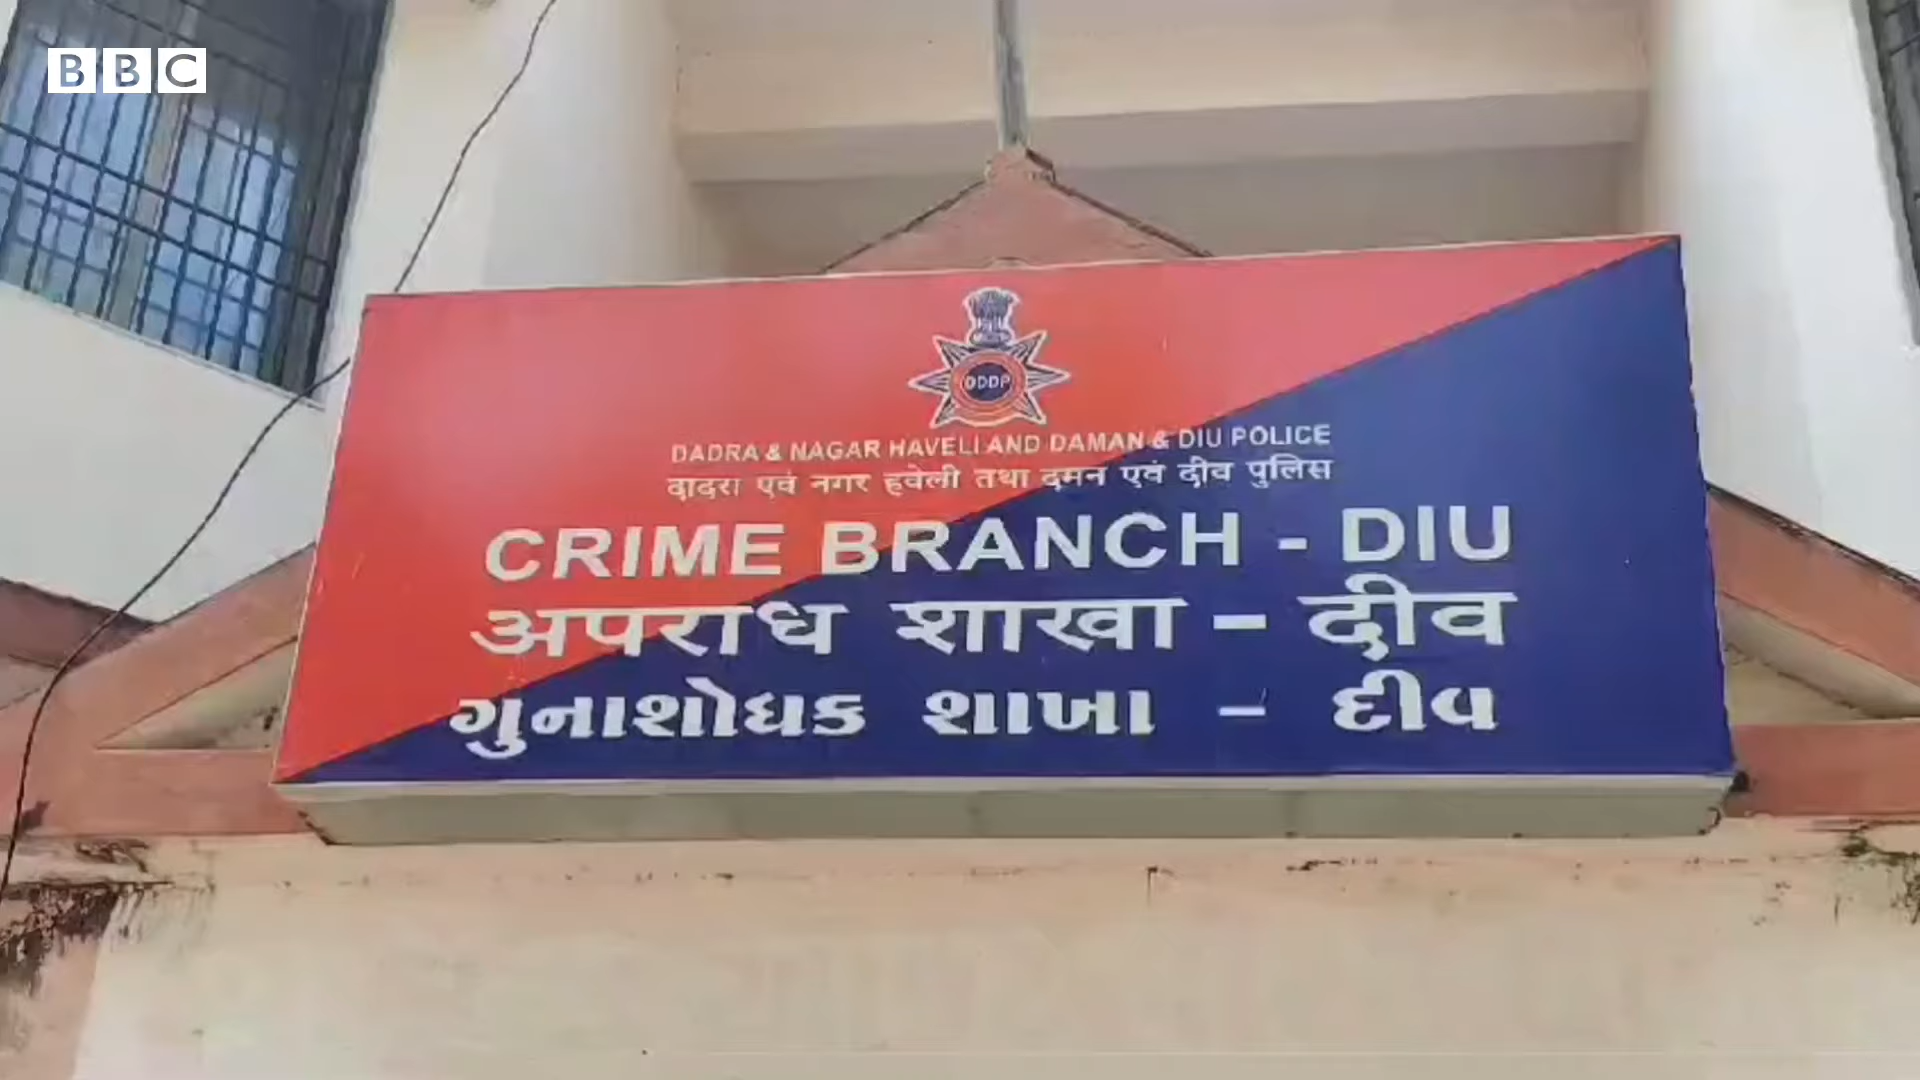 BBC
DDDP
DADRA & NAGAR HAVELI AND DAMAN & DIU POLICE
दादरा एवं नगर हवेली तथा दमन एवं दीव पुलिस
CRIME BRANCH - DIU
अपराध शाखा - दीव
ગુનાશોધક શાખા - દીવ